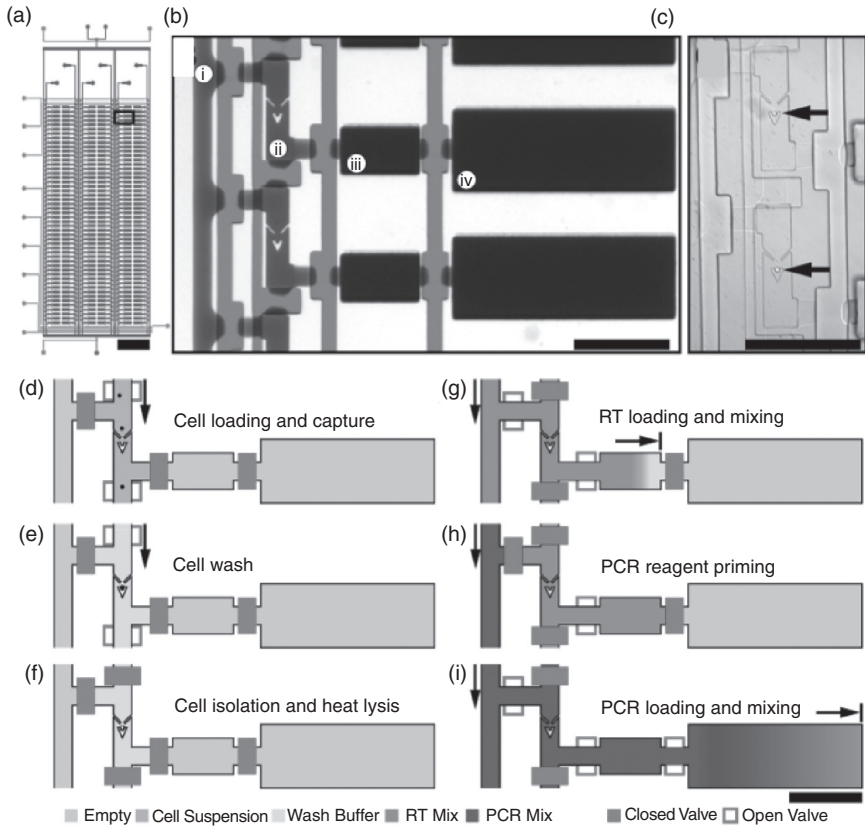 (a)
(b)
(c)
i
ii
iii
iv
(d)
Cell loading and capture
(g)
RT loading and mixing
(e)
Cell wash
(h)
PCR reagent priming
(f)
Cell isolation and heat lysis
(i)
PCR loading and mixing
Empty Cell Suspension Wash Buffer RT Mix PCR Mix Closed Valve Open Valve